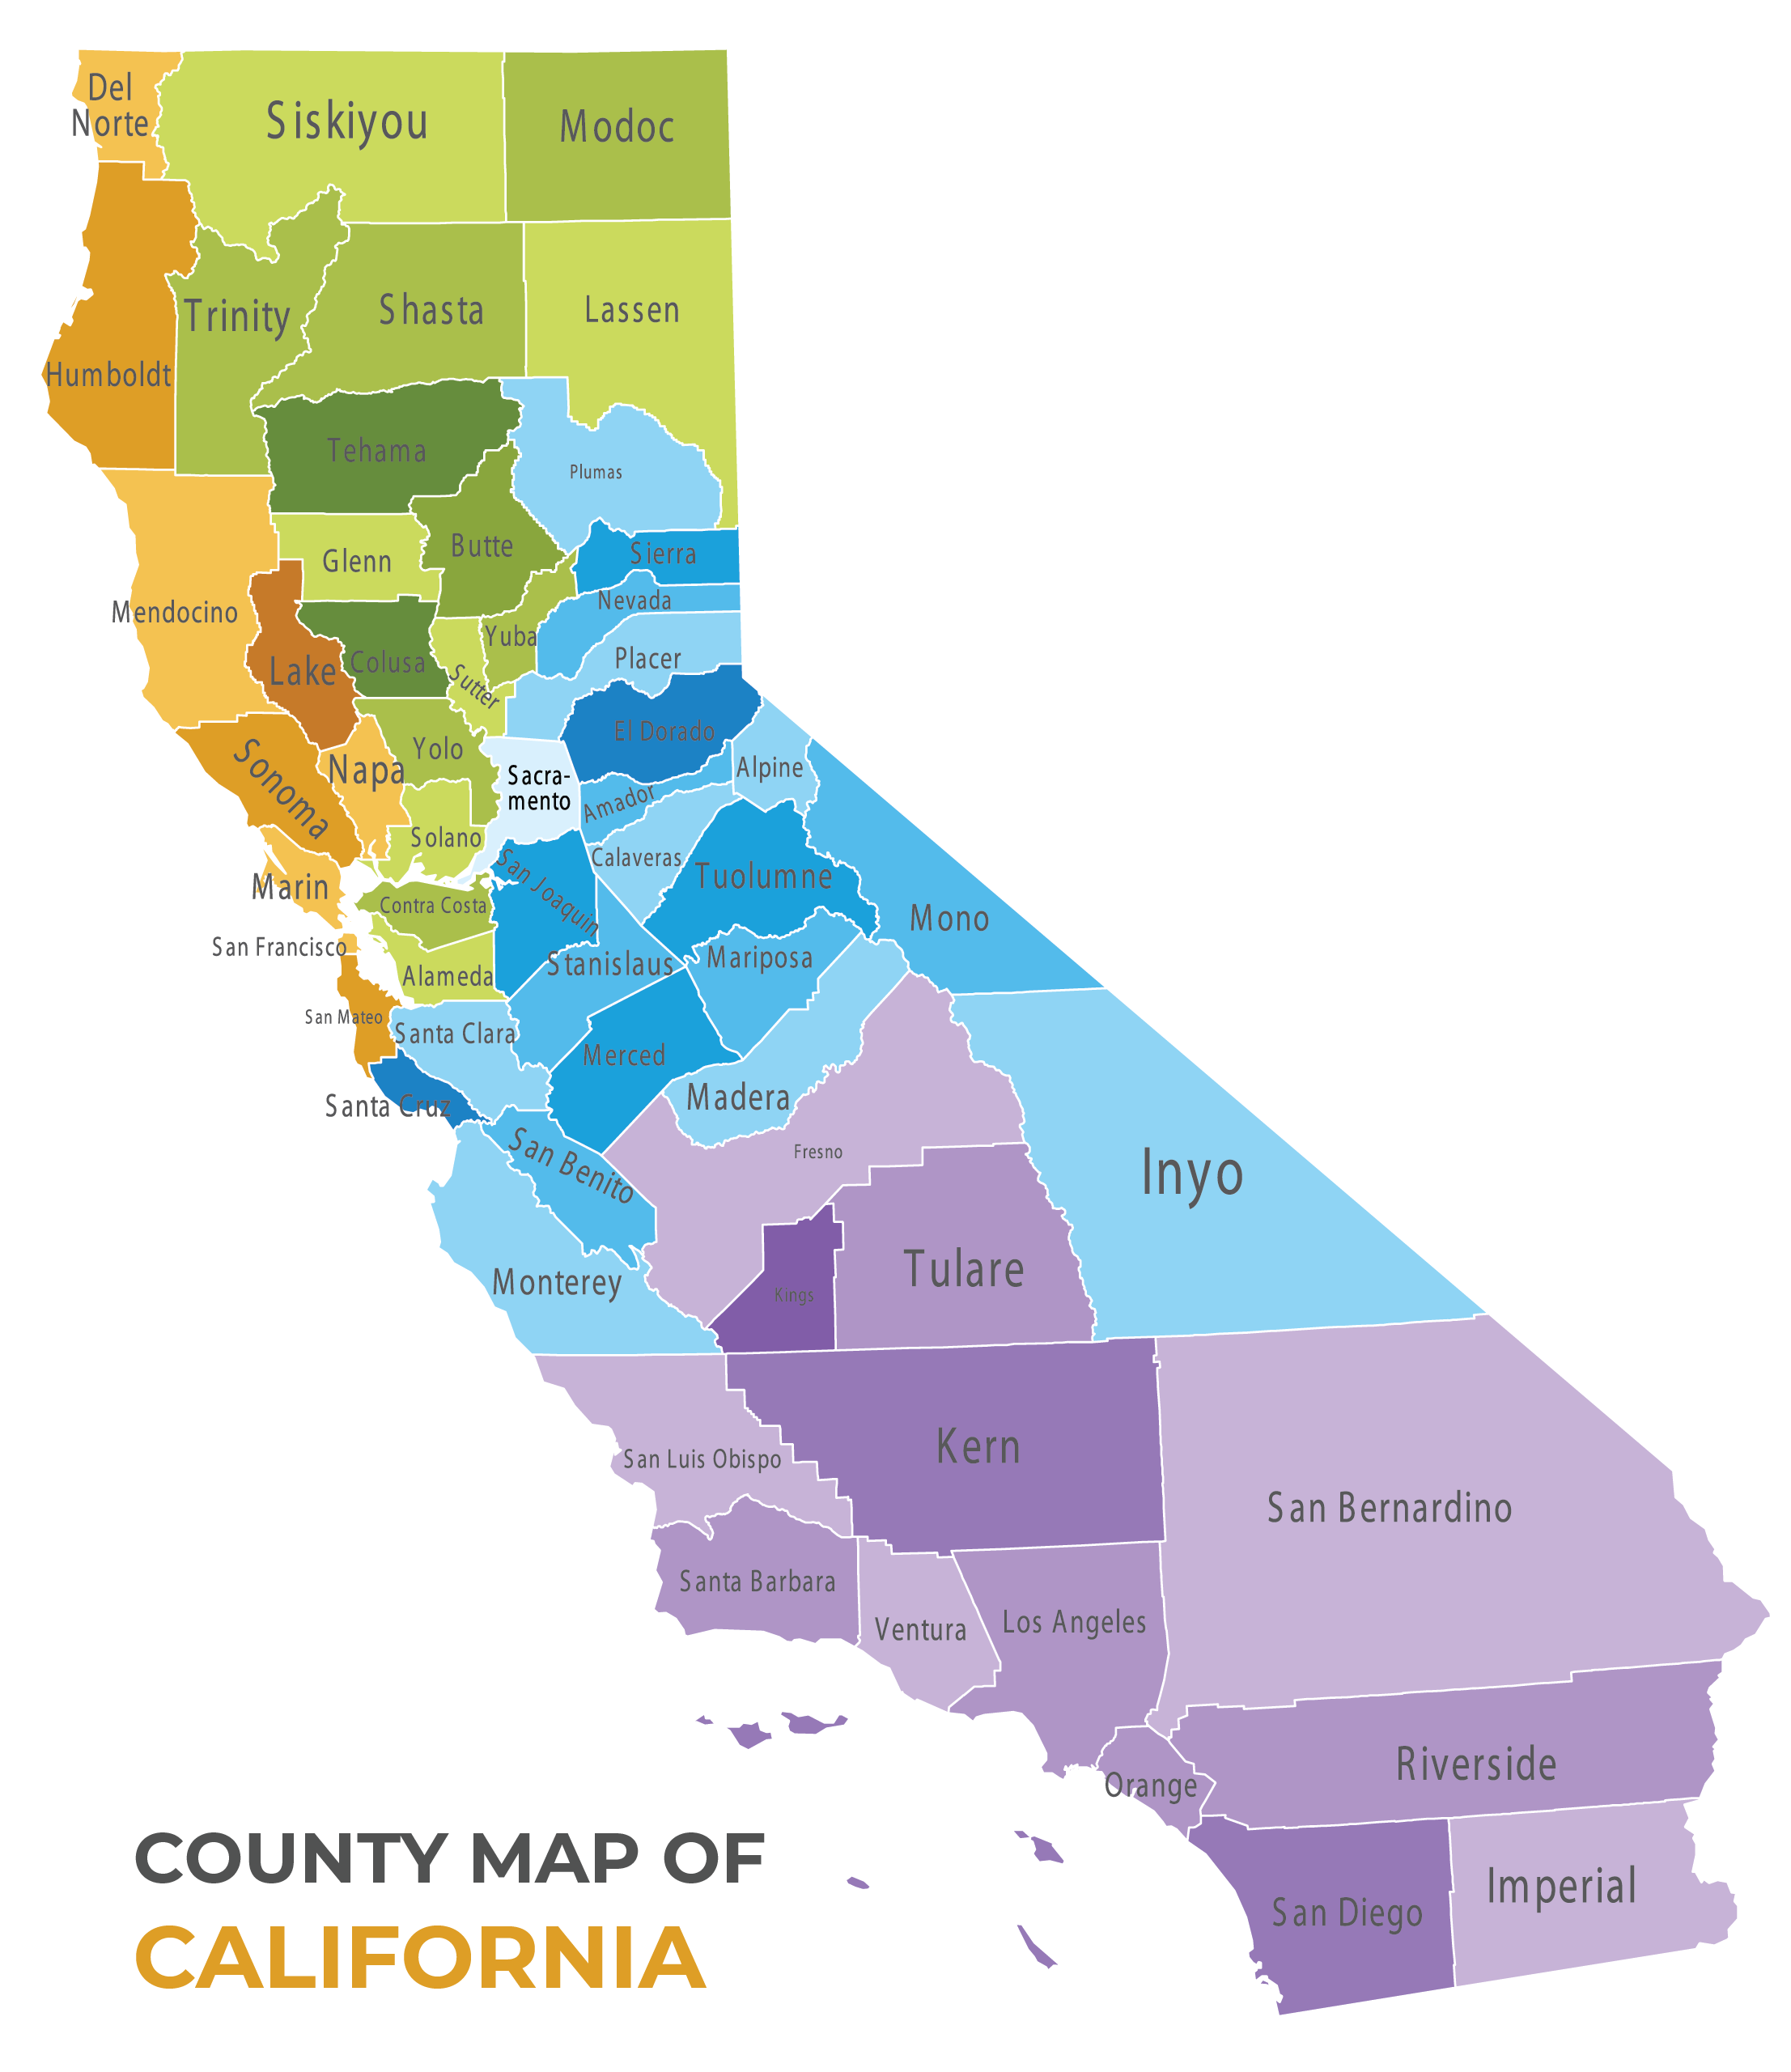 Del
Norte
Siskiyou
Modoc
Trinity
Shasta
Lassen
Humboldt
Tehama
Plumas
Glenn
Butte
Sierra
Mendocino
Nevada
Yuba
Lake
Colusa
Sutter
Placer
El Dorado
Sonoma
Napa
Yolo
Sacra-
mento
Alpine
Amador
Solano
Calaveras
Tuolumne
Marin
Contra Costa
San Joaquin
Mono
San Francisco
Alameda
Stanislaus
Mariposa
San Mateo
Santa Clara
Merced
Madera
Santa Cruz
San Benito
Fresno
Inyo
Monterey
Kings
Tulare
San Luis Obispo
Kern
San Bernardino
Santa Barbara
Ventura
Los Angeles
Orange
Riverside
San Diego
Imperial
COUNTY MAP OF
CALIFORNIA